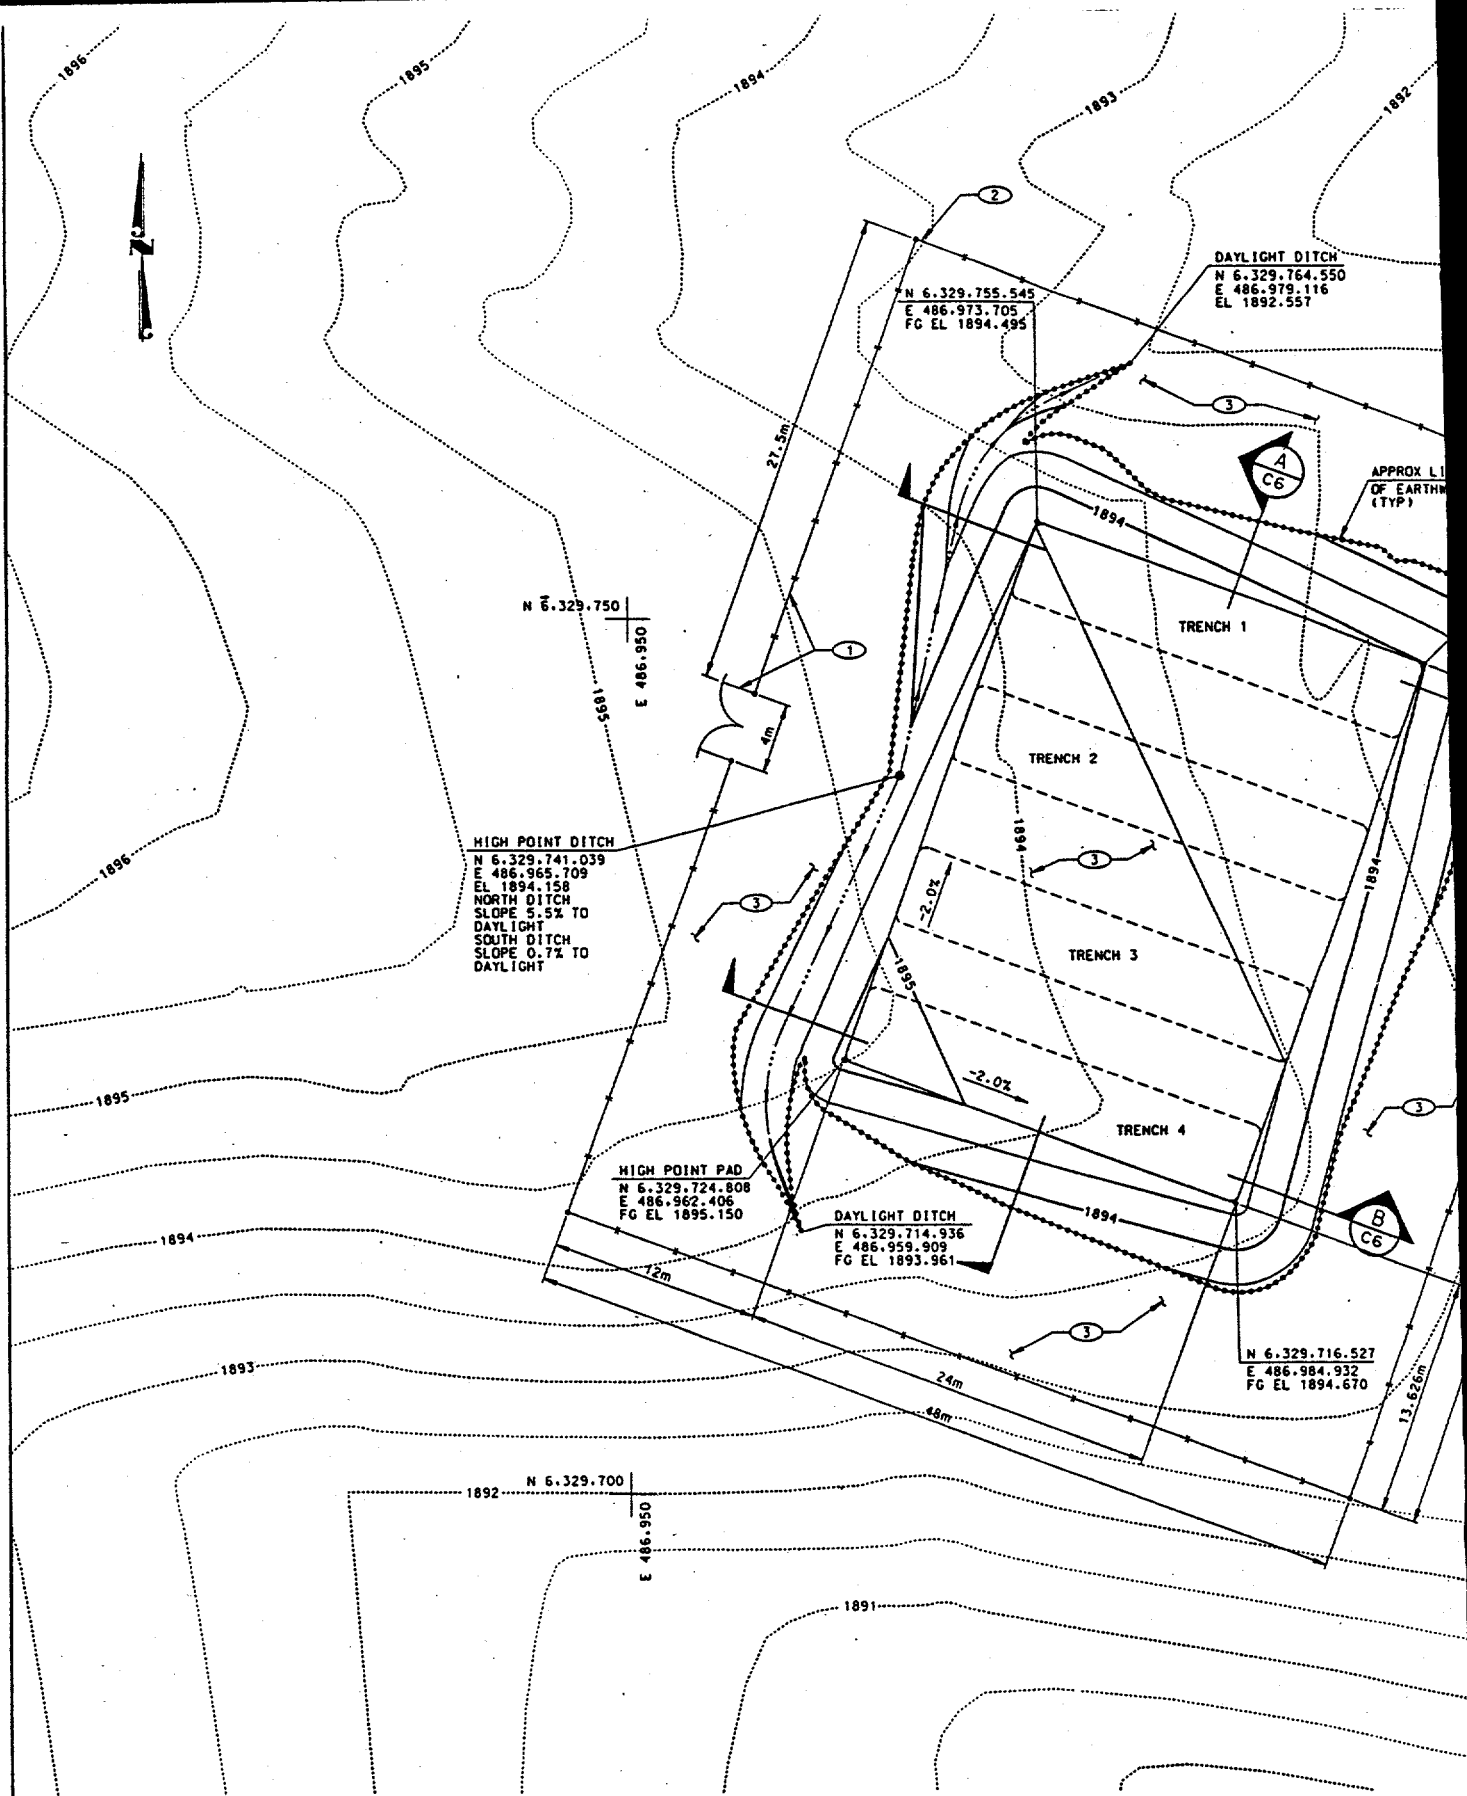 1896
1895
1894
1893
1892
2
DAYLIGHT DITCH
N 6.329.764.550
E 486.979.116
EL 1892.557
N 6.329.755.545
E 486.973.705
FG EL 1894.495
N
3
27.5m
A
C6
APPROX LI
OF EARTHW
(TYP)
1894
N 6.329.750
E 486.950
TRENCH 1
1
1895
4m
TRENCH 2
HIGH POINT DITCH
N 6.329.741.039
E 486.965.709
EL 1894.158
NORTH DITCH
SLOPE 5.5% TO
DAYLIGHT
SOUTH DITCH
SLOPE 0.7% TO
DAYLIGHT
1896
1894
3
1894
3
-2.0%
TRENCH 3
1895
1895
-2.0%
3
TRENCH 4
HIGH POINT PAD
N 6.329.724.808
E 486.962.406
FG EL 1895.150
DAYLIGHT DITCH
N 6.329.714.936
E 486.959.909
FG EL 1893.961
1894
B
C6
1894
12m
3
N 6.329.716.527
E 486.984.932
FG EL 1894.670
1893
24m
48m
13.626m
1892
N 6.329.700
E 486.950
1891